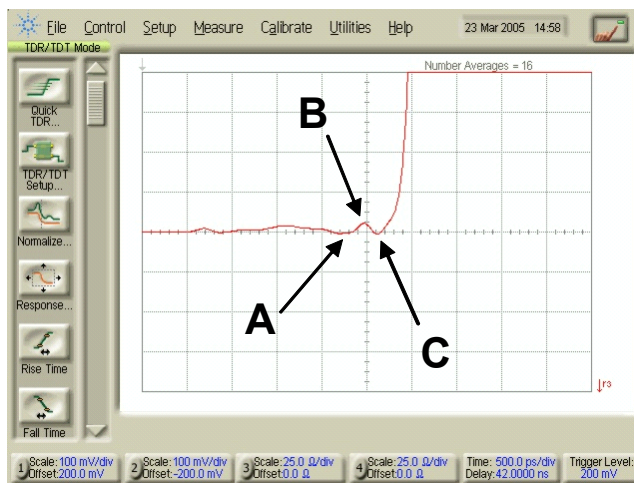 File Control Setup Measure Calibrate Utilities Help 23 Mar 2005 14:58
TDR/TDT Mode
Number Averages = 16
Quick
TDR...
TDR/TDT
Setup...
Normalize...
Response...
Rise Time
Fall Time
B
A
C
r3
1 Scale:100 mV/div
Offset:200.0 mV
2 Scale:100 mV/div
Offset:-200.0 mV
3 Scale:25.0 Ω/div
Offset:0.0 Ω
4 Scale:25.0 Ω/div
Offset:0.0 Ω
Time: 500.0 ps/div
Delay:42.0000 ns
Trigger Level:
200 mV